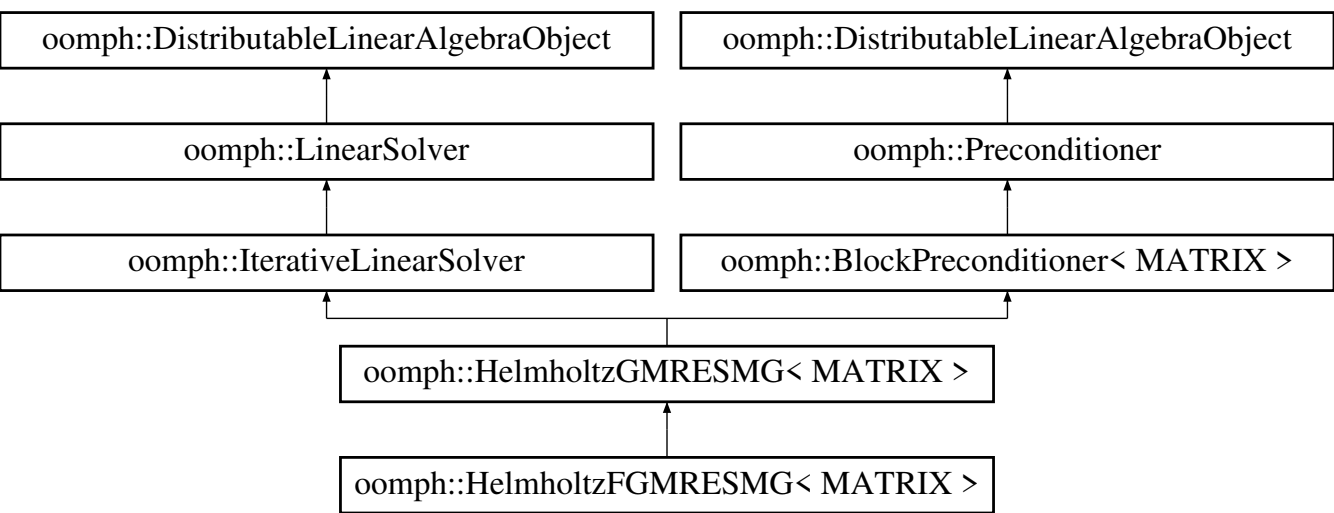 oomph::DistributableLinearAlgebraObject
oomph::DistributableLinearAlgebraObject
oomph::LinearSolver
oomph::Preconditioner
oomph::IterativeLinearSolver
oomph::BlockPreconditioner< MATRIX >
oomph::HelmholtzGMRESMG< MATRIX >
oomph::HelmholtzFGMRESMG< MATRIX >